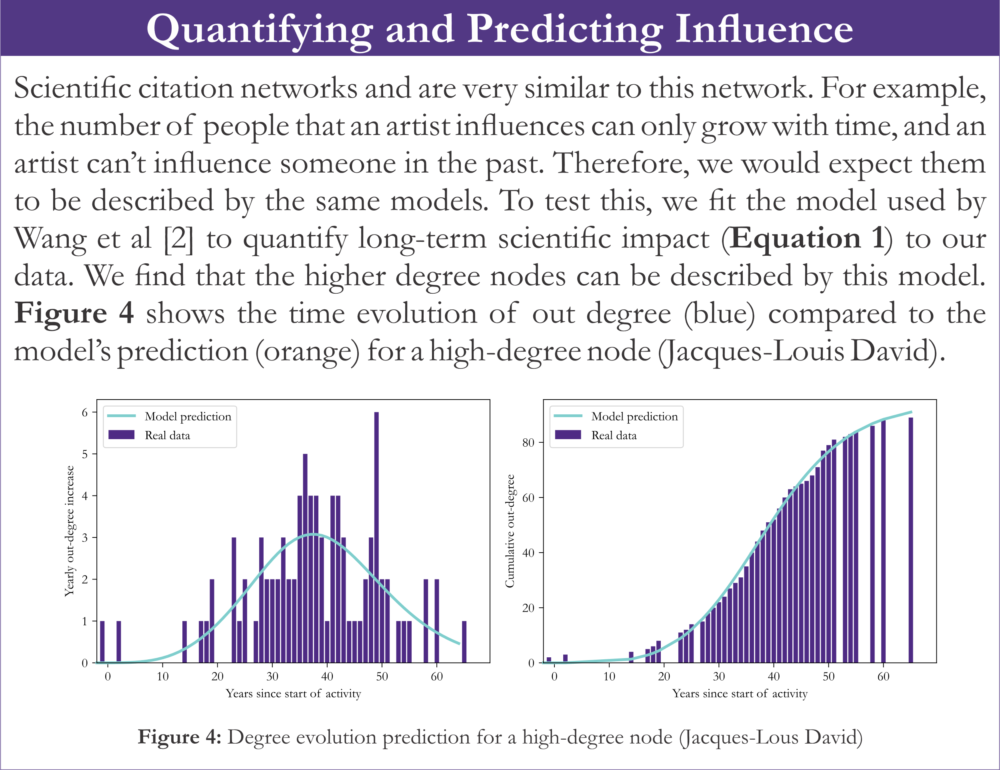 Quantifying and Predicting Influence
Scientific citation networks and are very similar to this network. For example,
the number of people that an artist influences can only grow with time, and an
artist can’t influence someone in the past. Therefore, we would expect them
to be described by the same models. To test this, we fit the model used by
Wang et al [2] to quantify long-term scientific impact (Equation 1) to our
data. We find that the higher degree nodes can be described by this model.
Figure 4 shows the time evolution of out degree (blue) compared to the
model’s prediction (orange) for a high-degree node (Jacques-Louis David).
Model prediction
Real data
Yearly out-degree increase
6
5
4
3
2
1
0
0 10 20 30 40 50 60
Years since start of activity
Model prediction
Real data
Cumulative out-degree
80
60
40
20
0
0 10 20 30 40 50 60
Years since start of activity
Figure 4: Degree evolution prediction for a high-degree node (Jacques-Lous David)